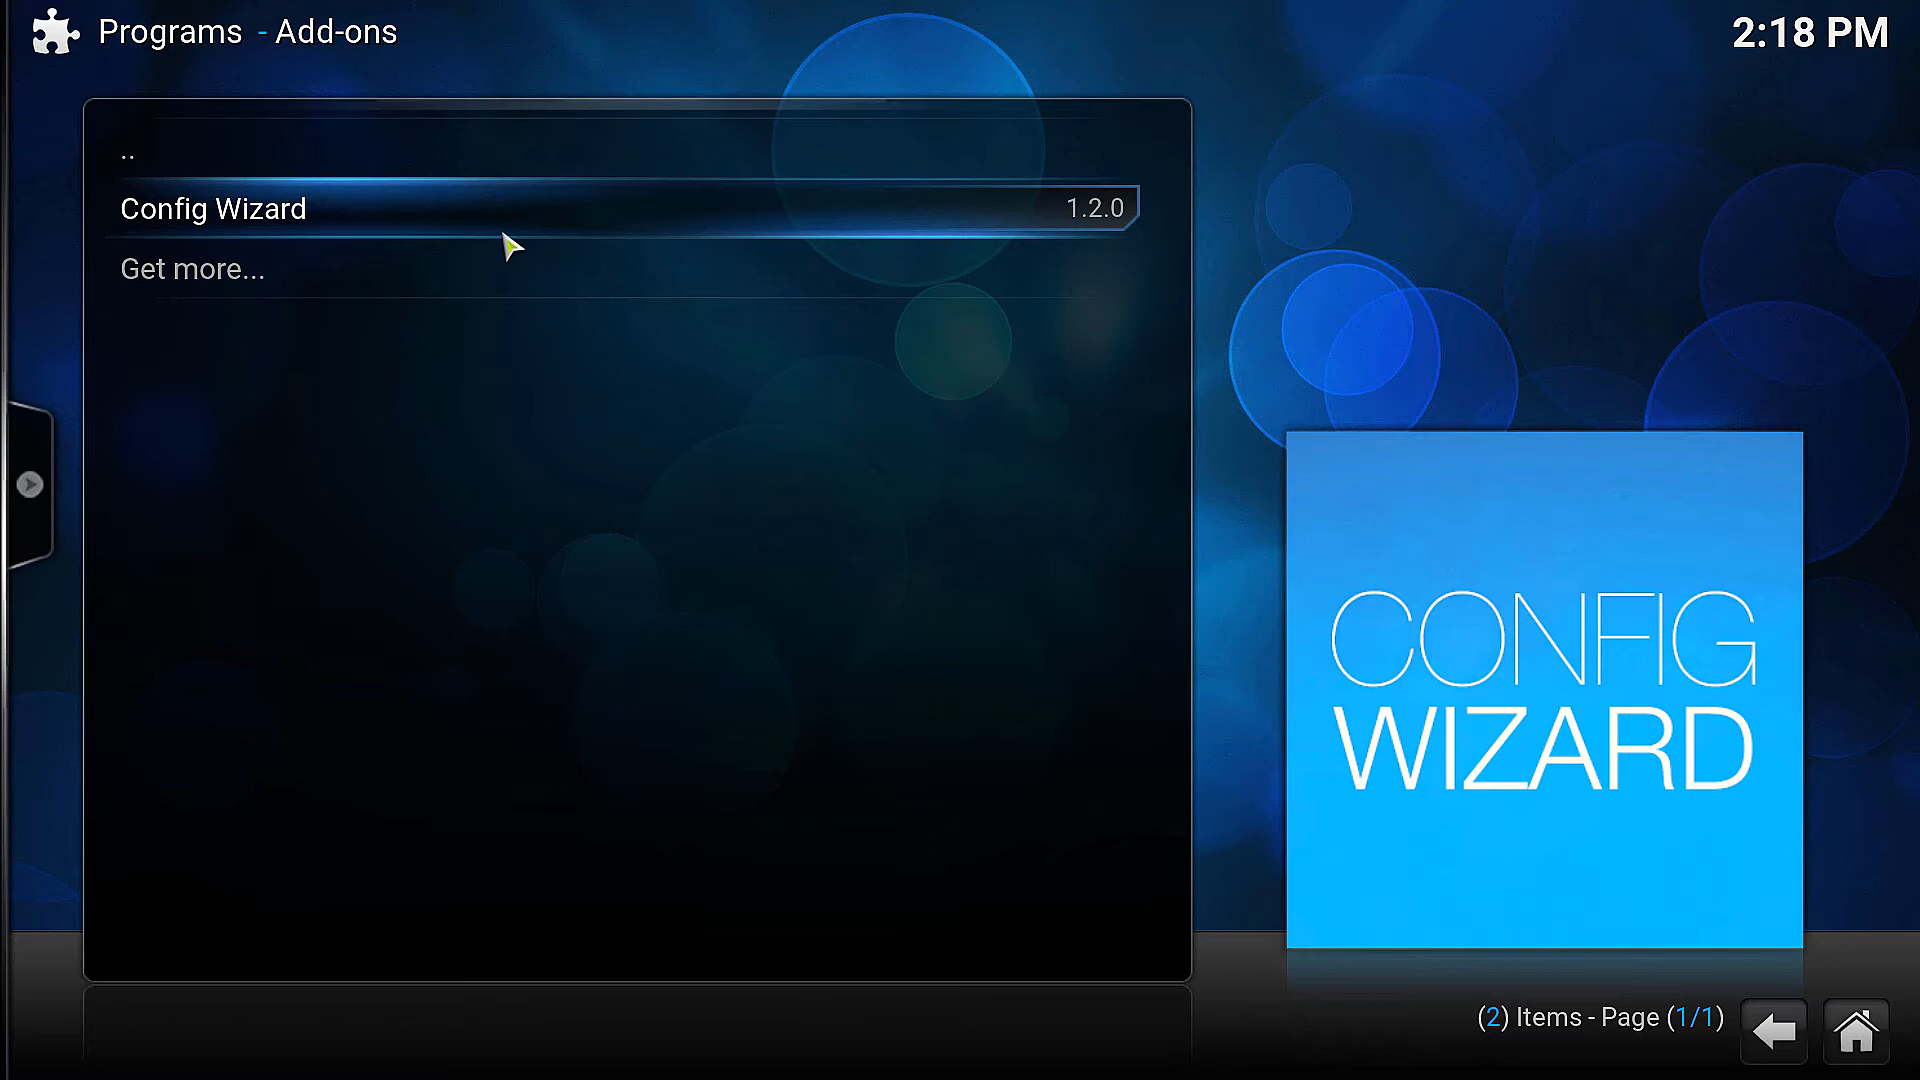 Programs - Add-ons
2:18 PM
..
Config Wizard 1.2.0
Get more...
CONFIG
WIZARD
(2) Items - Page (1/1)